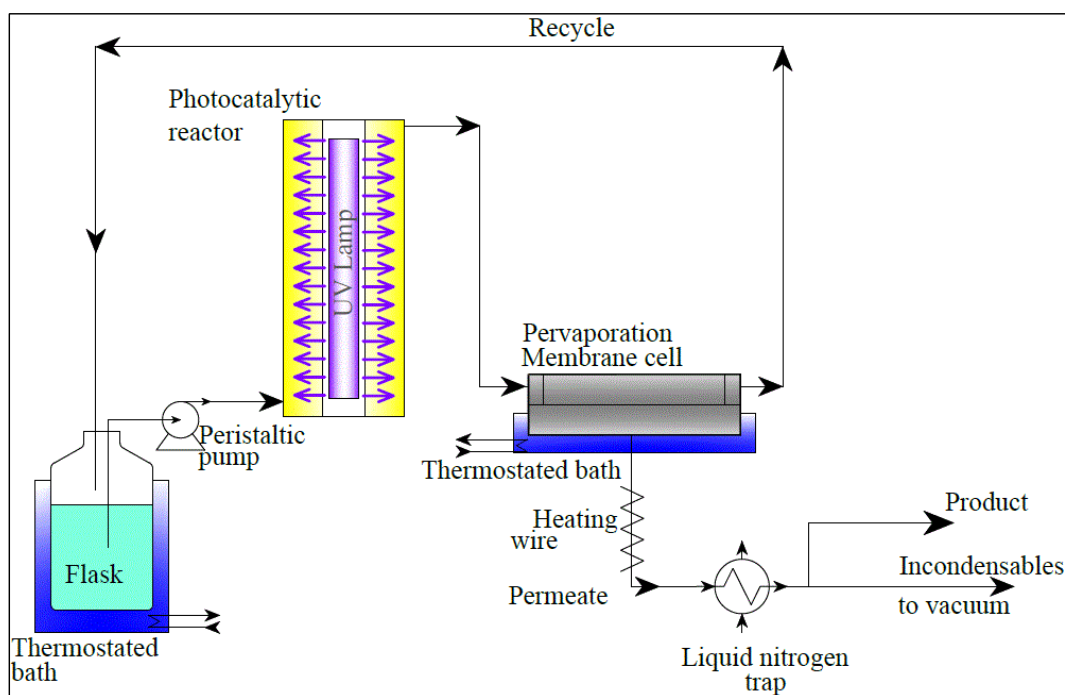 Recycle
Photocatalytic
reactor
UV Lamp
Pervaporation
Membrane cell
Peristaltic
pump
Thermostated bath
Flask
Heating
wire
Product
Incondensables
to vacuum
Permeate
Thermostated
bath
Liquid nitrogen
trap